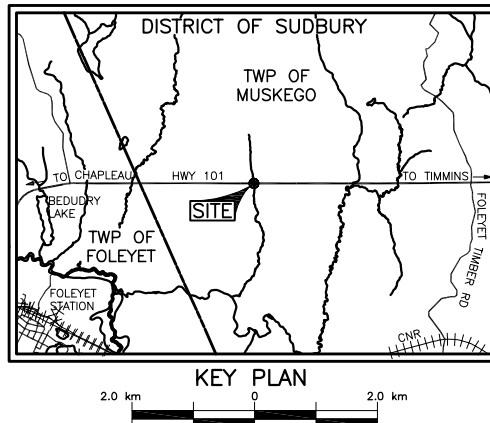 DISTRICT OF SUDBURY
TWP OF
MUSKEGO
TO CHAPLEAU
HWY 101
TO TIMMINS
BEDUDRY
LAKE
SITE
TWP OF
FOLEYET
FOLEYET TIMBER RD
FOLEYET
STATION
CNR
KEY PLAN
2.0 km 0 2.0 km